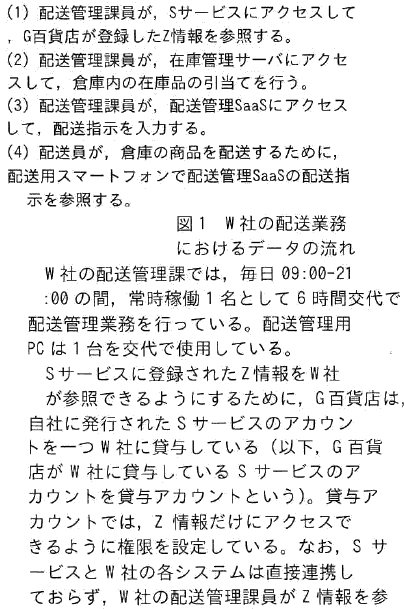 (1) 配送管理課員が，Sサービスにアクセスして
，G百貨店が登録したZ情報を参照する。
(2) 配送管理課員が，在庫管理サーバにアクセ
スして，倉庫内の在庫品の引当てを行う。
(3) 配送管理課員が，配送管理SaaSにアクセス
して，配送指示を入力する。
(4) 配送員が，倉庫の商品を配送するために，
配送用スマートフォンで配送管理SaaSの配送指
示を参照する。
図1 W社の配送業務
におけるデータの流れ
W社の配送管理課では，毎日 09:00-21
:00 の間，常時稼働1名として6時間交代で
配送管理業務を行っている。配送管理用
PCは1台を交代で使用している。
Sサービスに登録されたZ情報をW社
が参照できるようにするために，G百貨店は，
自社に発行されたSサービスのアカウン
トを一つW社に貸与している（以下，G百貨
店がW社に貸与しているSサービスのア
カウントを貸与アカウントという）。貸与ア
カウントでは，Z 情報だけにアクセスで
きるように権限を設定している。なお，S サ
ービスとW社の各システムは直接連携し
ておらず，W社の配送管理課員がZ情報を参